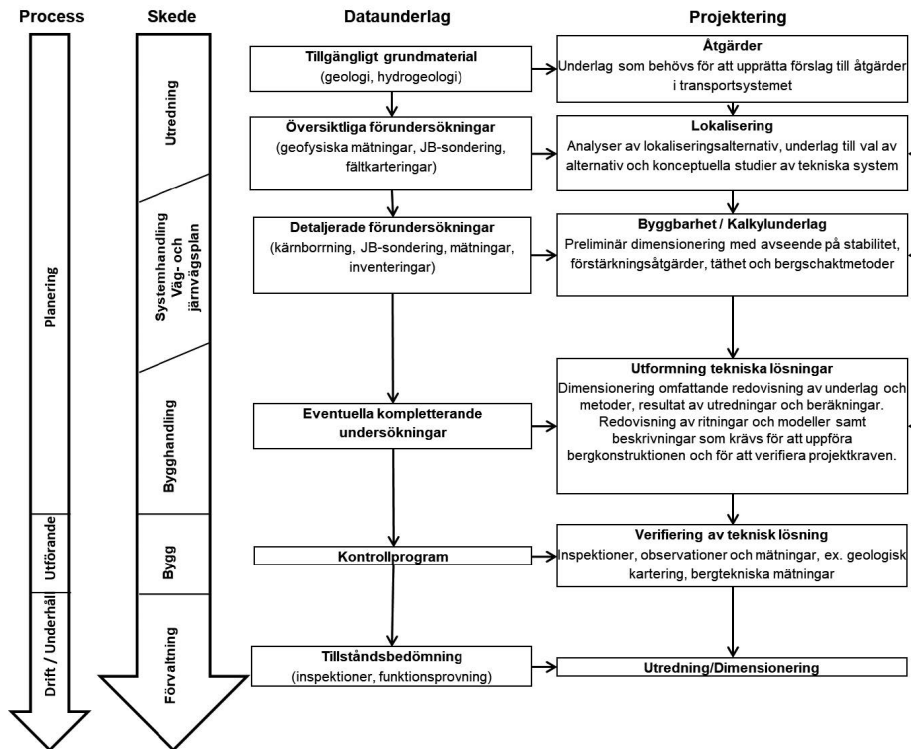 Process
Skede
Dataunderlag
Projektering
Planering
Utförande
Drift / Underhåll
Utredning
Systemhandling
Väg- och
järnvägsplan
Bygghandling
Bygg
Förvaltning
Tillgängligt grundmaterial
(geologi, hydrogeologi)
Åtgärder
Underlag som behövs för att upprätta förslag till åtgärder
i transportsystemet
Översiktliga förundersökningar
(geofysiska mätningar, JB-sondering,
fältkarteringar)
Lokalisering
Analyser av lokaliseringsalternativ, underlag till val av
alternativ och konceptuella studier av tekniska system
Detaljerade förundersökningar
(kärnborrning, JB-sondering, mätningar,
inventeringar)
Byggbarhet / Kalkylunderlag
Preliminär dimensionering med avseende på stabilitet,
förstärkningsåtgärder, täthet och bergschaktmetoder
Eventuella kompletterande
undersökningar
Utformning tekniska lösningar
Dimensionering omfattande redovisning av underlag och
metoder, resultat av utredningar och beräkningar.
Redovisning av ritningar och modeller samt
beskrivningar som krävs för att uppföra
bergkonstruktionen och för att verifiera projektkraven.
Kontrollprogram
Verifiering av teknisk lösning
Inspektioner, observationer och mätningar, ex. geologisk
kartering, bergtekniska mätningar
Tillståndsbedömning
(inspektioner, funktionsprovning)
Utredning/Dimensionering